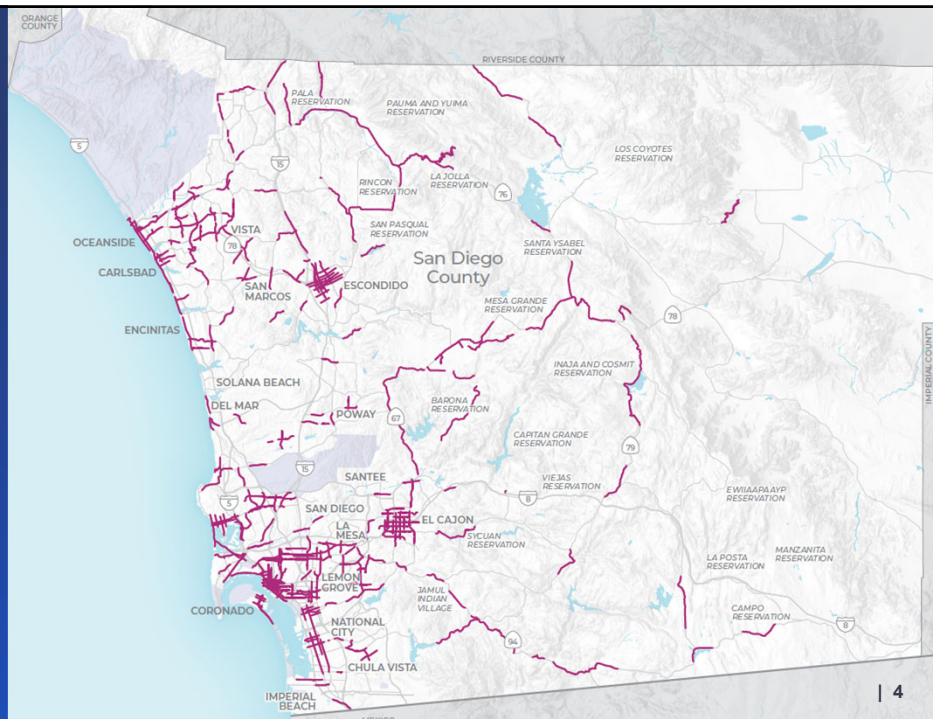 ORANGE
COUNTY
RIVERSIDE COUNTY
PALA
RESERVATION
PAUMA AND YUIMA
RESERVATION
5
15
LOS COYOTES
RESERVATION
LA JOLLA
RESERVATION
RINCON
RESERVATION
76
SAN PASQUAL
RESERVATION
VISTA
OCEANSIDE
78
SANTA YSABEL
RESERVATION
San Diego
County
CARLSBAD
SAN
MARCOS
ESCONDIDO
MESA GRANDE
RESERVATION
78
ENCINITAS
IMPERIAL COUNTY
INAJA AND COSMIT
RESERVATION
SOLANA BEACH
DEL MAR
BARONA
RESERVATION
POWAY
67
CAPITAN GRANDE
RESERVATION
79
15
SANTEE
VIEJAS
RESERVATION
8
EWIIAAPAAYP
RESERVATION
5
SAN DIEGO
EL CAJON
LA
MESA
SYCUAN
RESERVATION
LA POSTA
RESERVATION
MANZANITA
RESERVATION
LEMON
GROVE
JAMUL
INDIAN
VILLAGE
CORONADO
CAMPO
RESERVATION
8
NATIONAL
CITY
94
CHULA VISTA
IMPERIAL
BEACH
| 4